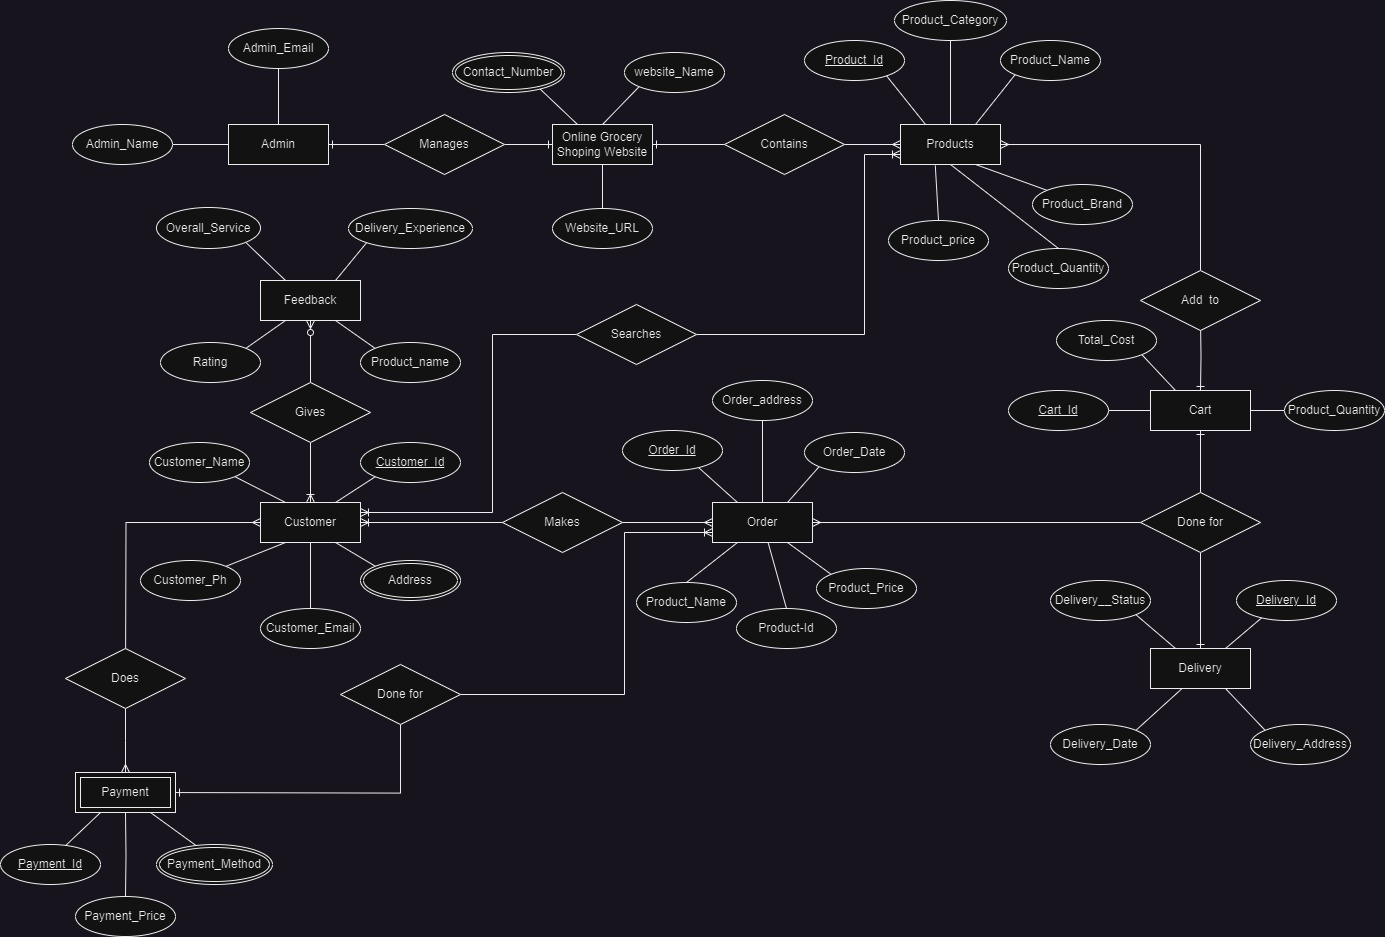 Product_Category
Admin_Email
Product_Id
Product_Name
Contact_Number
website_Name
Admin_Name
Admin
Manages
Online Grocery
Shoping Website
Contains
Products
Product_Brand
Overall_Service
Delivery_Experience
Website_URL
Product_price
Product_Quantity
Feedback
Add to
Searches
Total_Cost
Rating
Product_name
Order_address
Gives
Cart_Id
Cart
Product_Quantity
Order_Id
Order_Date
Customer_Name
Customer_Id
Customer
Makes
Order
Done for
Customer_Ph
Address
Product_Name
Product_Price
Delivery__Status
Delivery_Id
Customer_Email
Product-Id
Delivery
Does
Done for
Delivery_Date
Delivery_Address
Payment
Payment_Id
Payment_Method
Payment_Price